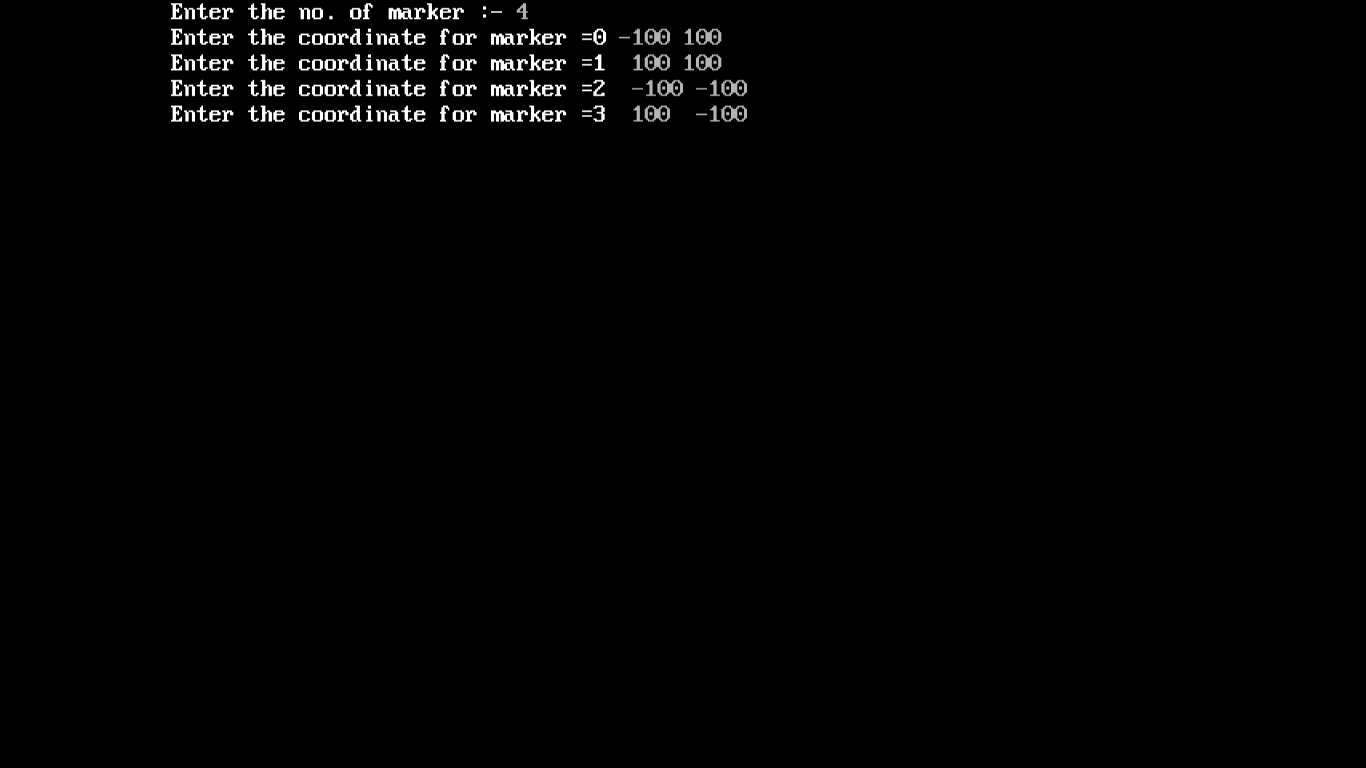 Enter the no. of marker :- 4
Enter the coordinate for marker =0 -100 100
Enter the coordinate for marker =1  100 100
Enter the coordinate for marker =2  -100 -100
Enter the coordinate for marker =3  100  -100